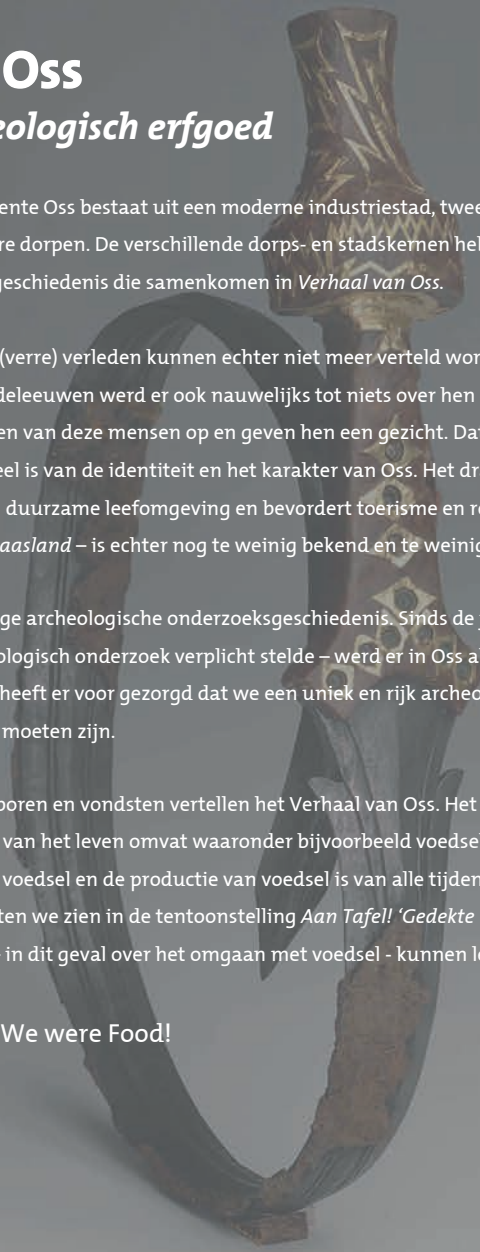 Oss
eologisch erfgoed
ente Oss bestaat uit een moderne industriestad, twee
re dorpen. De verschillende dorps- en stadskernen hel
geschiedenis die samenkomen in Verhaal van Oss.
(verre) verleden kunnen echter niet meer verteld wor
deleeuwen werd er ook nauwelijks tot niets over hen
en van deze mensen op en geven hen een gezicht. Dat
eel is van de identiteit en het karakter van Oss. Het dr
duurzame leefomgeving en bevordert toerisme en re
aasland – is echter nog te weinig bekend en te weinig
ge archeologische onderzoeksgeschiedenis. Sinds de j
ologisch onderzoek verplicht stelde – werd er in Oss al
heeft er voor gezorgd dat we een uniek en rijk archeo
moeten zijn.
poren en vondsten vertellen het Verhaal van Oss. Het
van het leven omvat waaronder bijvoorbeeld voedsel
voedsel en de productie van voedsel is van alle tijden
ten we zien in de tentoonstelling Aan Tafel! ‘Gedekte
in dit geval over het omgaan met voedsel - kunnen le
We were Food!